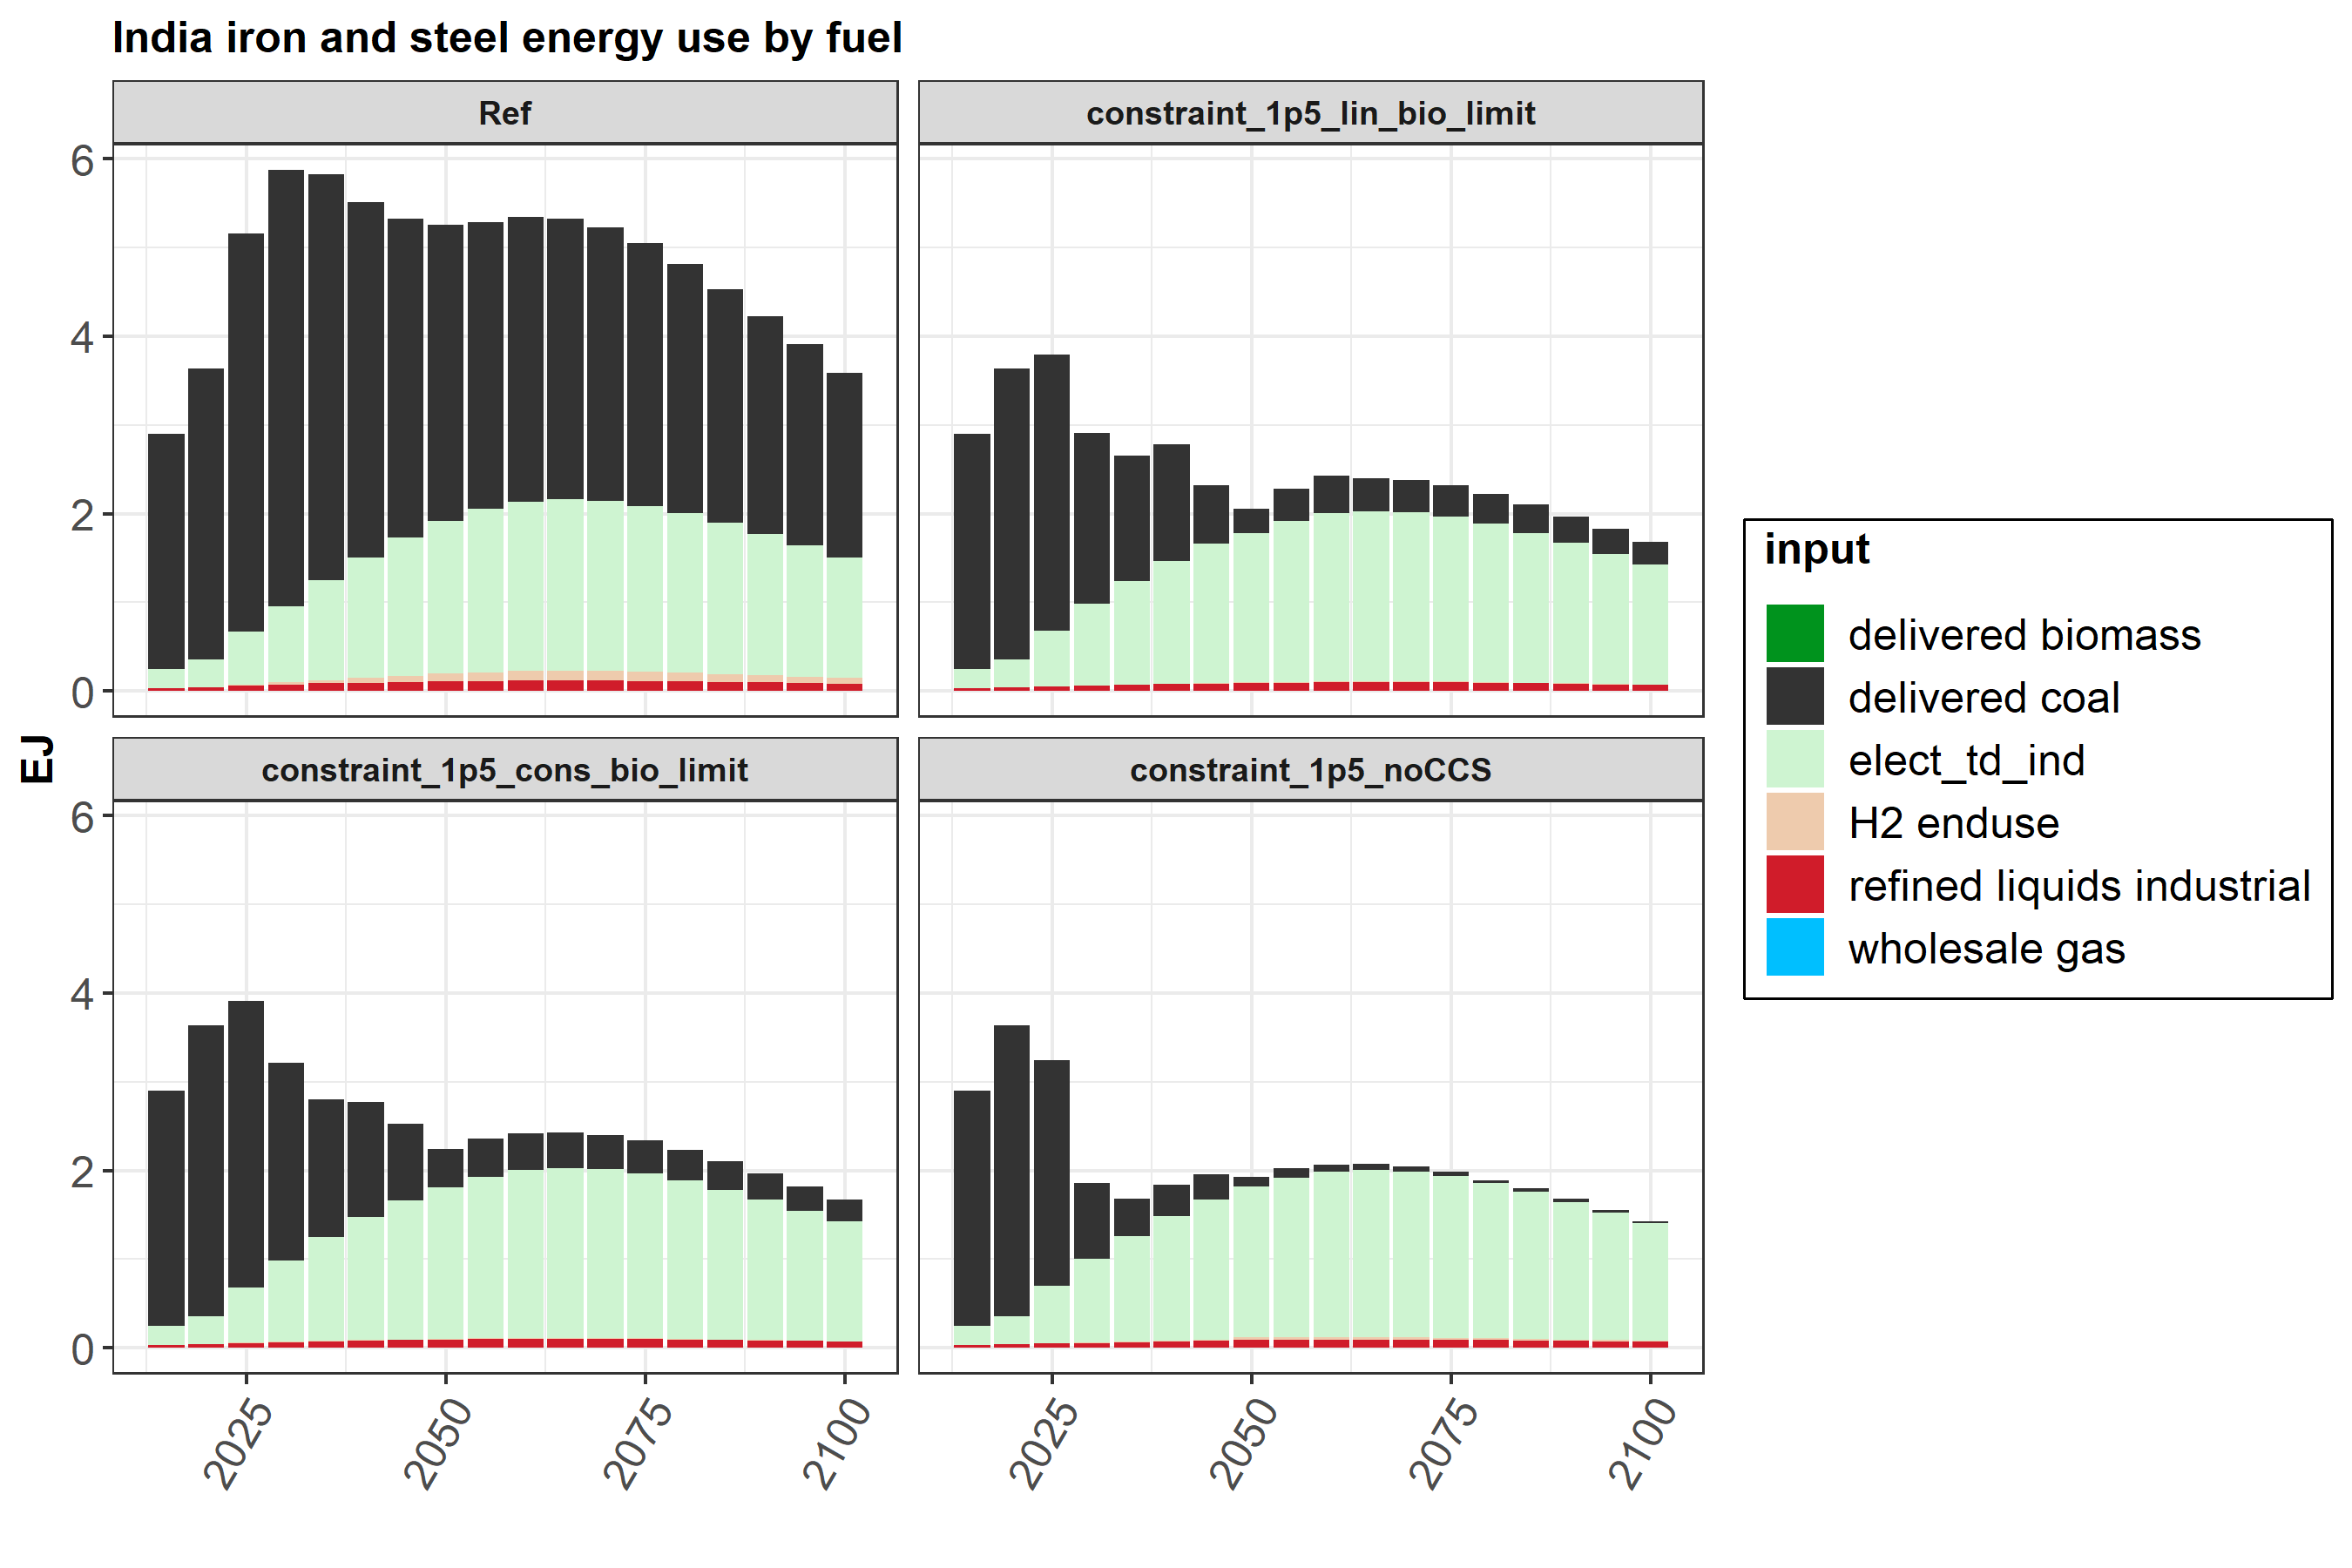 India iron and steel energy use by fuel
Ref
constraint_1p5_lin_bio_limit
6
4
2
0
constraint_1p5_cons_bio_limit
constraint_1p5_noCCS
EJ
6
4
2
0
2025
2050
2075
2100
2025
2050
2075
2100
input
delivered biomass
delivered coal
elect_td_ind
H2 enduse
refined liquids industrial
wholesale gas